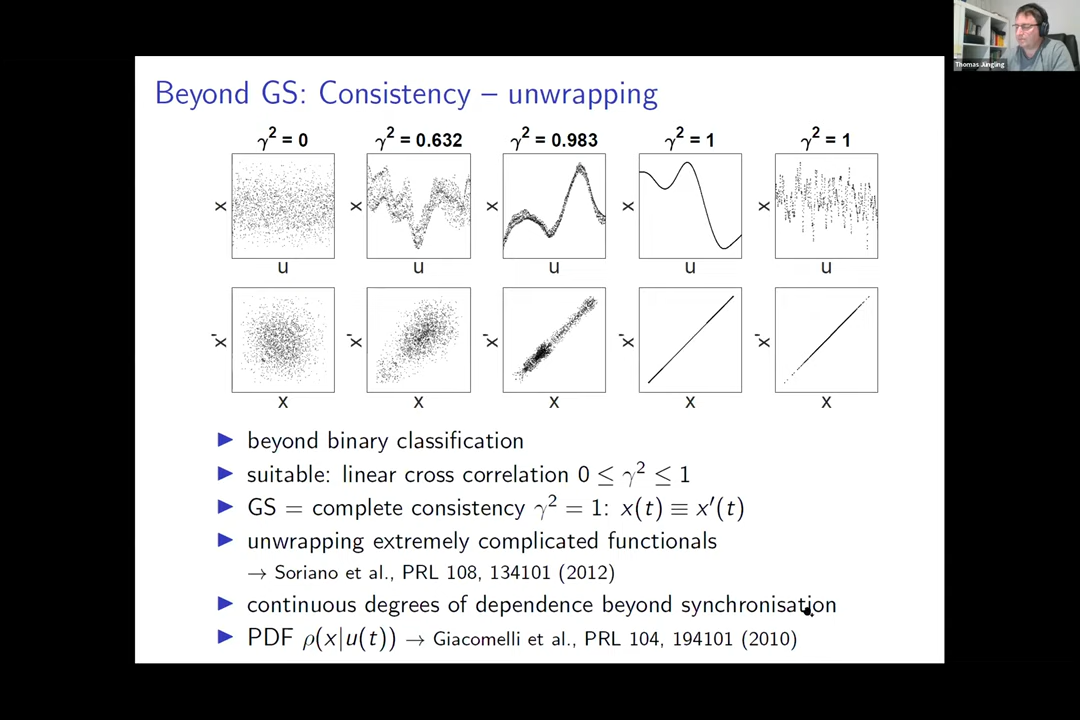 Thomas Jüngling
Beyond GS: Consistency – unwrapping
γ² = 0 γ² = 0.632 γ² = 0.983 γ² = 1 γ² = 1
x x x x x
u u u u u
x' x' x' x' x'
x x x x x
▶ beyond binary classification
▶ suitable: linear cross correlation 0 ≤ γ² ≤ 1
▶ GS = complete consistency γ² = 1: x(t) ≡ x′(t)
▶ unwrapping extremely complicated functionals
→ Soriano et al., PRL 108, 134101 (2012)
▶ continuous degrees of dependence beyond synchronisation
▶ PDF ρ(x|u(t)) → Giacomelli et al., PRL 104, 194101 (2010)